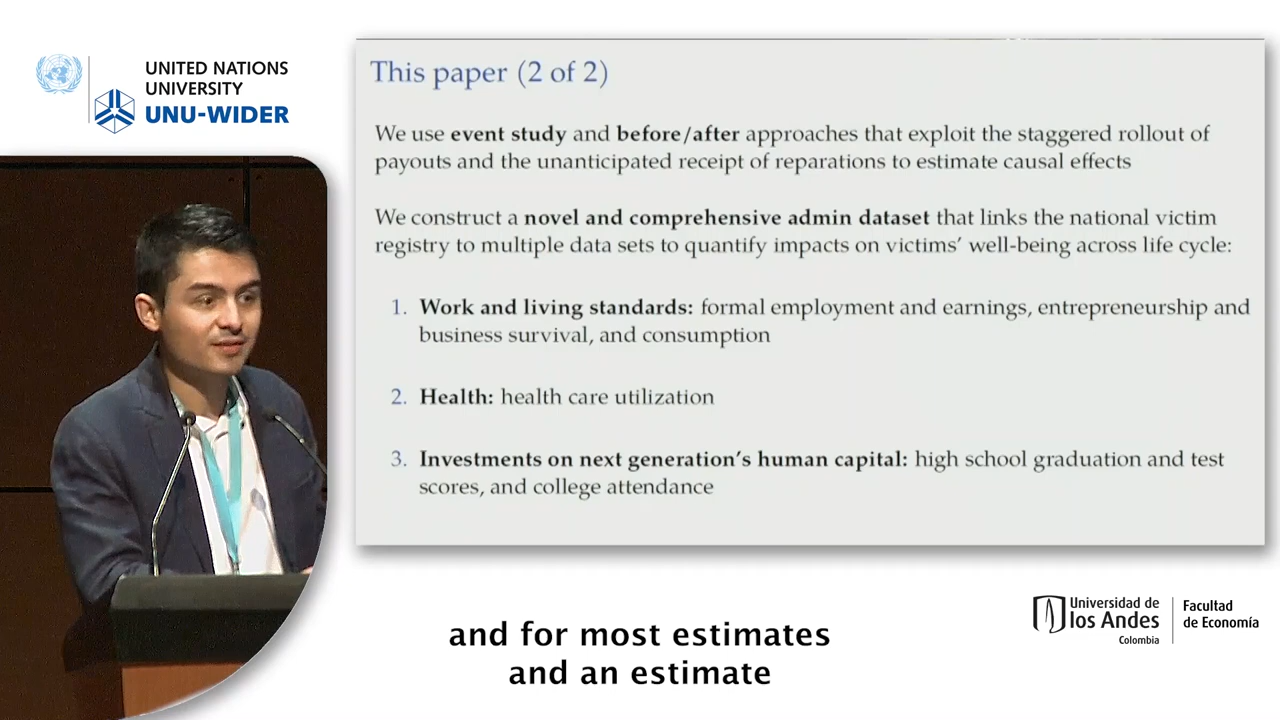 UNITED NATIONS
UNIVERSITY
UNU-WIDER
This paper (2 of 2)
We use event study and before/after approaches that exploit the staggered rollout of
payouts and the unanticipated receipt of reparations to estimate causal effects
We construct a novel and comprehensive admin dataset that links the national victim
registry to multiple data sets to quantify impacts on victims' well-being across life cycle:
1. Work and living standards: formal employment and earnings, entrepreneurship and
business survival, and consumption
2. Health: health care utilization
3. Investments on next generation's human capital: high school graduation and test
scores, and college attendance
and for most estimates
and an estimate
Universidad de
los Andes
Colombia
Facultad
de Economía